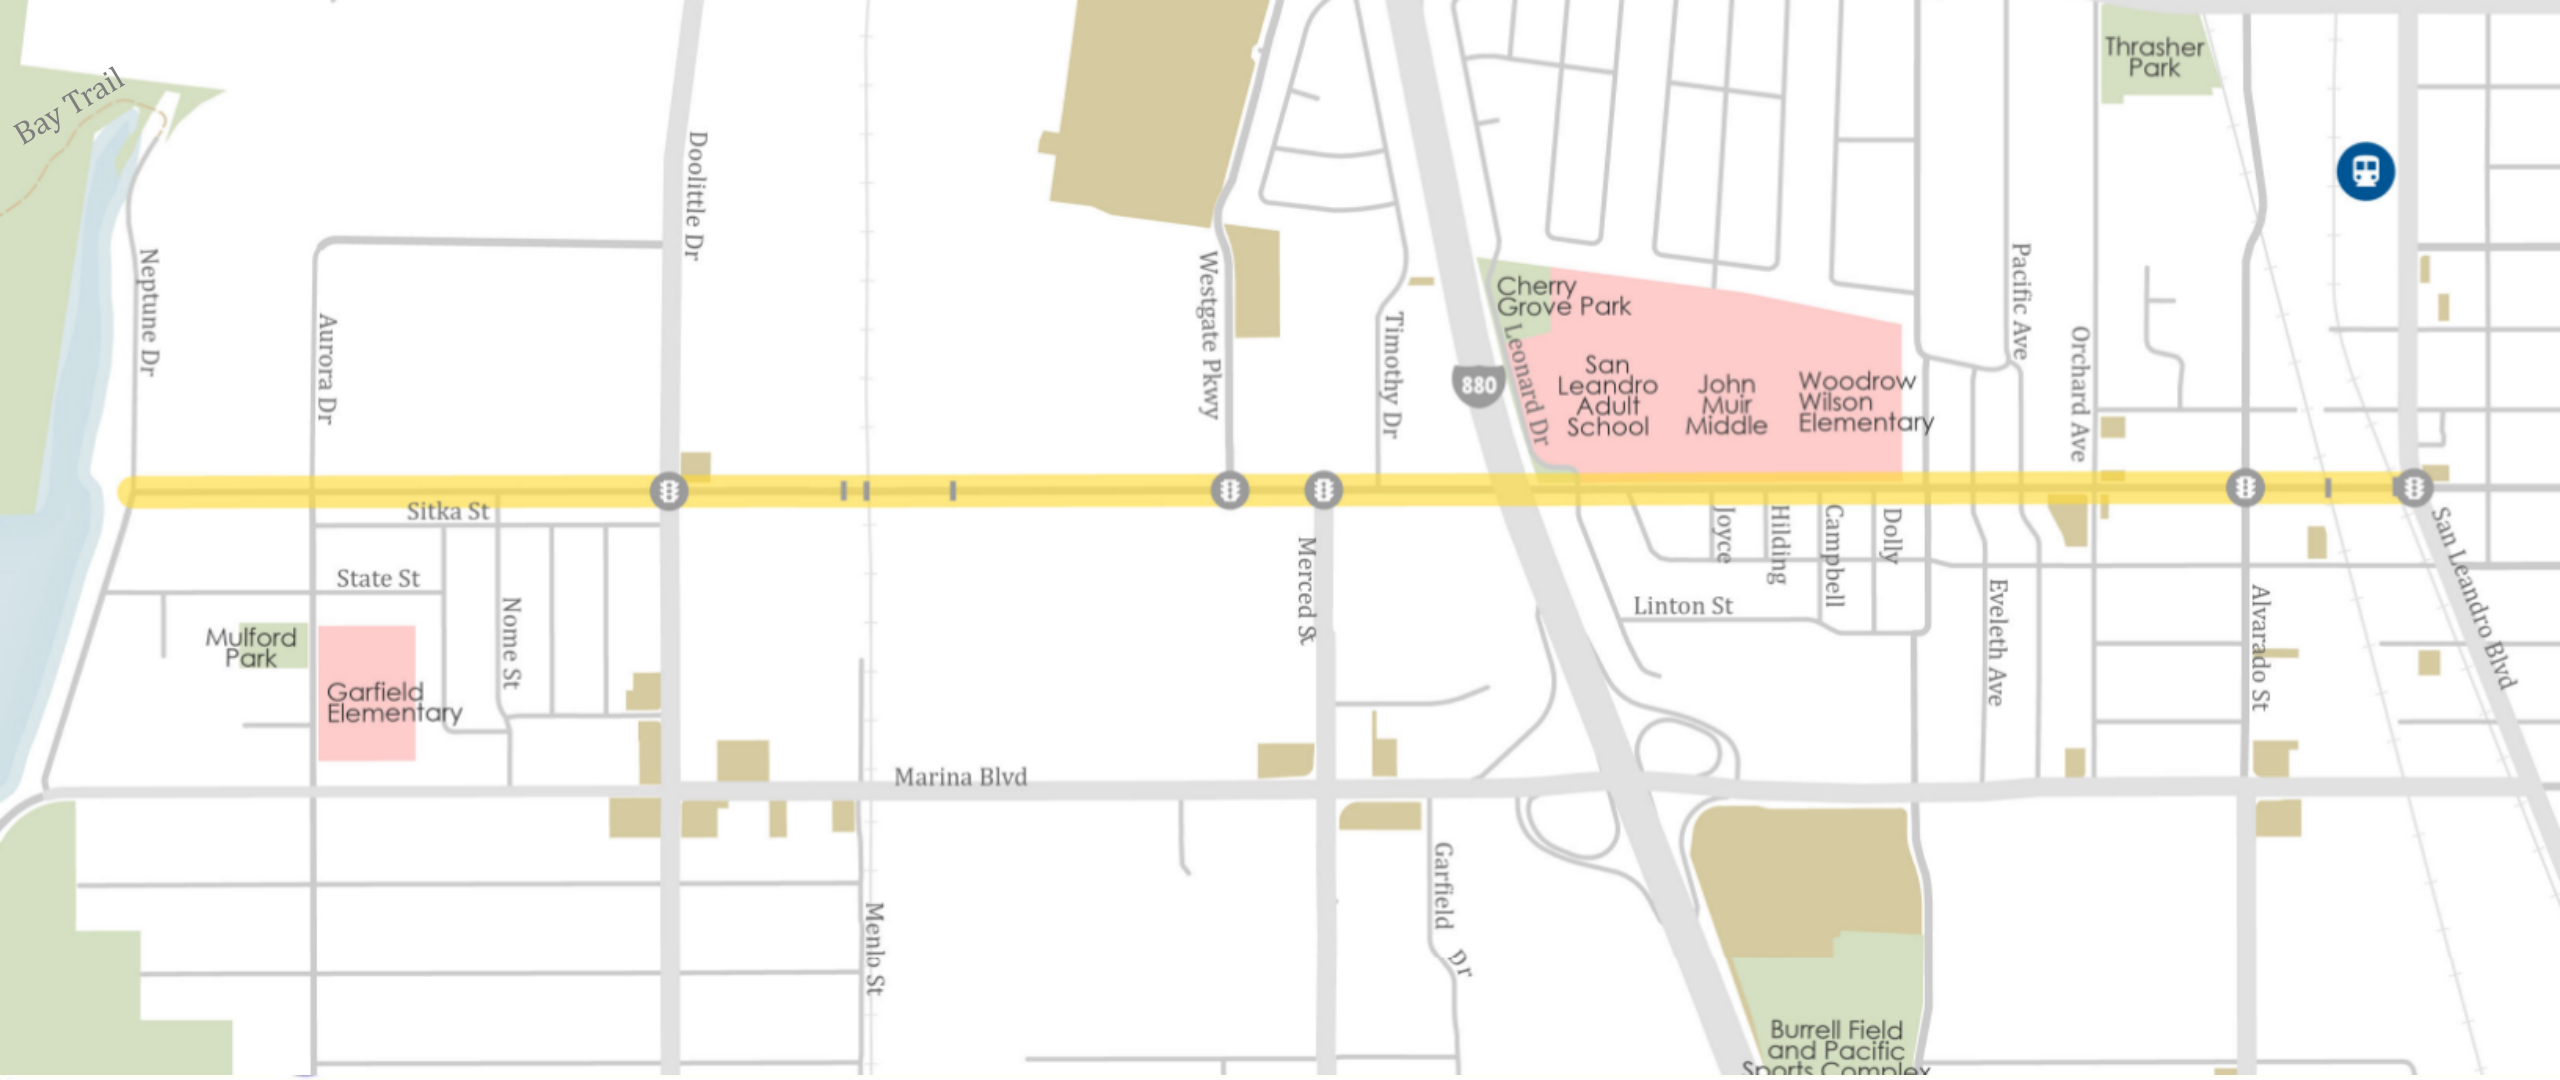 Thrasher
Park
Bay Trail
Doolittle Dr
Neptune Dr
Westgate Pkwy
Pacific Ave
Cherry
Grove Park
Aurora Dr
Timothy Dr
Leonard Dr
Orchard Ave
880
San
Leandro
Adult
School
John
Muir
Middle
Woodrow
Wilson
Elementary
Sitka St
Joyce
Hilding
Campbell
Dolly
San Leandro Blvd
Merced St
State St
Nome St
Linton St
Eveleth Ave
Alvarado St
Mulford
Park
Garfield
Elementary
Marina Blvd
Garfield Dr
Menlo St
Burrell Field
and Pacific
Sports Complex